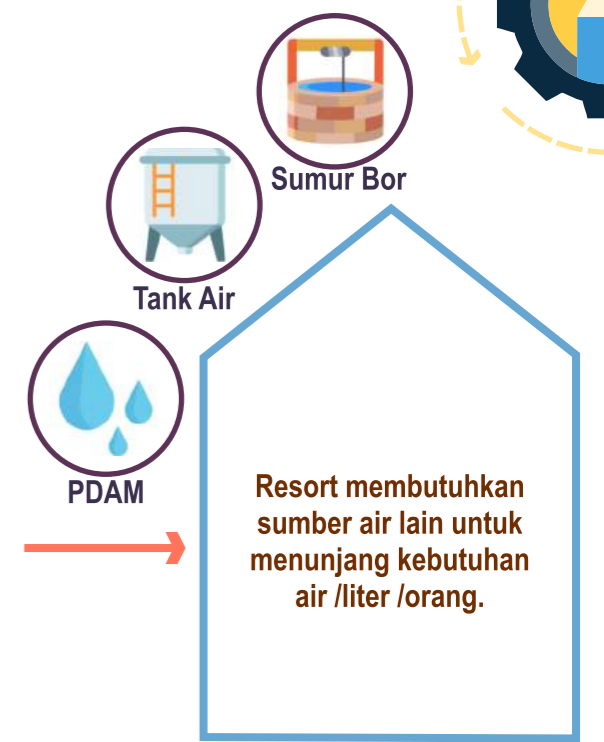 Sumur Bor
Tank Air
PDAM
Resort membutuhkan
sumber air lain untuk
menunjang kebutuhan
air /liter /orang.